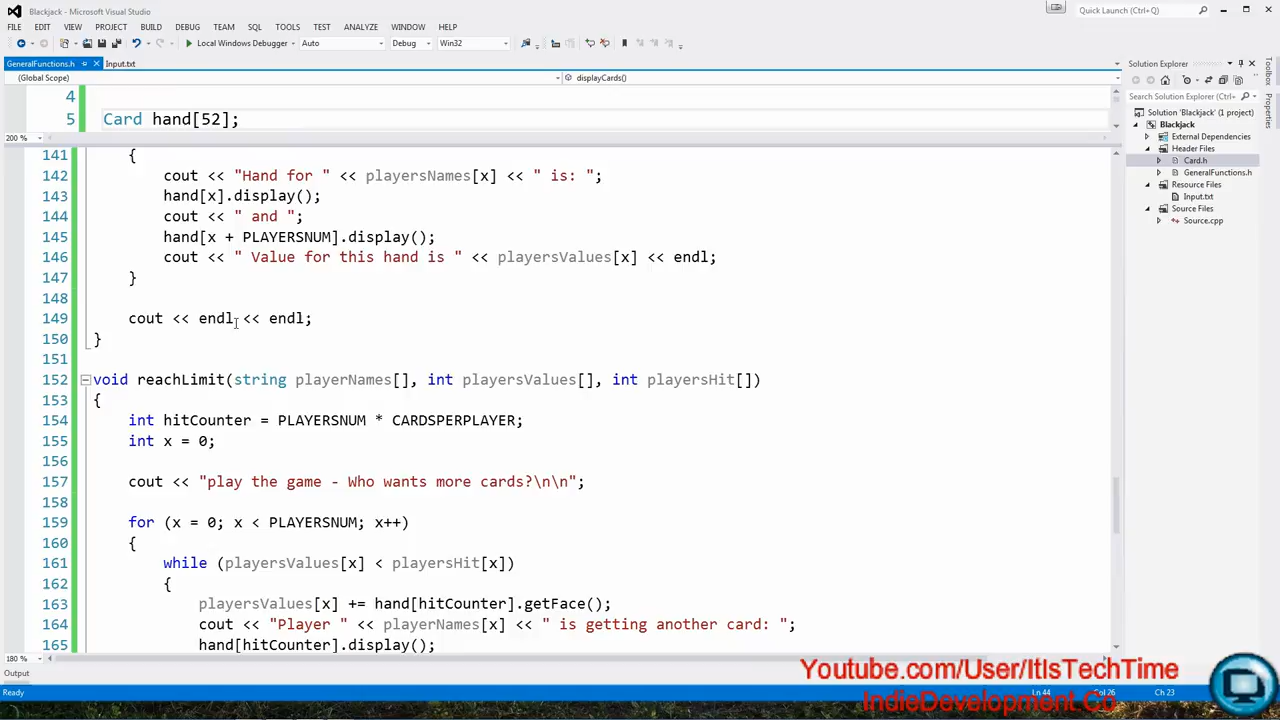 Blackjack - Microsoft Visual Studio
Quick Launch (Ctrl+Q)
FILE EDIT VIEW PROJECT BUILD DEBUG TEAM SQL TOOLS TEST ANALYZE WINDOW HELP
Local Windows Debugger Auto Debug Win32
GeneralFunctions.h Input.txt
(Global Scope) displayCards()
4
5 Card hand[52];
200 %
141 {
142 cout << "Hand for " << playersNames[x] << " is: ";
143 hand[x].display();
144 cout << " and ";
145 hand[x + PLAYERSNUM].display();
146 cout << " Value for this hand is " << playersValues[x] << endl;
147 }
148
149 cout << endl << endl;
150 }
151
152 void reachLimit(string playerNames[], int playersValues[], int playersHit[])
153 {
154 int hitCounter = PLAYERSNUM * CARDSPERPLAYER;
155 int x = 0;
156
157 cout << "play the game - Who wants more cards?\n\n";
158
159 for (x = 0; x < PLAYERSNUM; x++)
160 {
161 while (playersValues[x] < playersHit[x])
162 {
163 playersValues[x] += hand[hitCounter].getFace();
164 cout << "Player " << playerNames[x] << " is getting another card: ";
165 hand[hitCounter].display();
180 %
Output
Ready Ln 44 Col 26 Ch 23
Solution Explorer
Search Solution Explorer (Ctrl+
Solution 'Blackjack' (1 project)
Blackjack
External Dependencies
Header Files
Card.h
GeneralFunctions.h
Resource Files
Input.txt
Source Files
Source.cpp
Toolbox
Properties
Youtube.com/User/ItIsTechTime
IndieDevelopment.Co